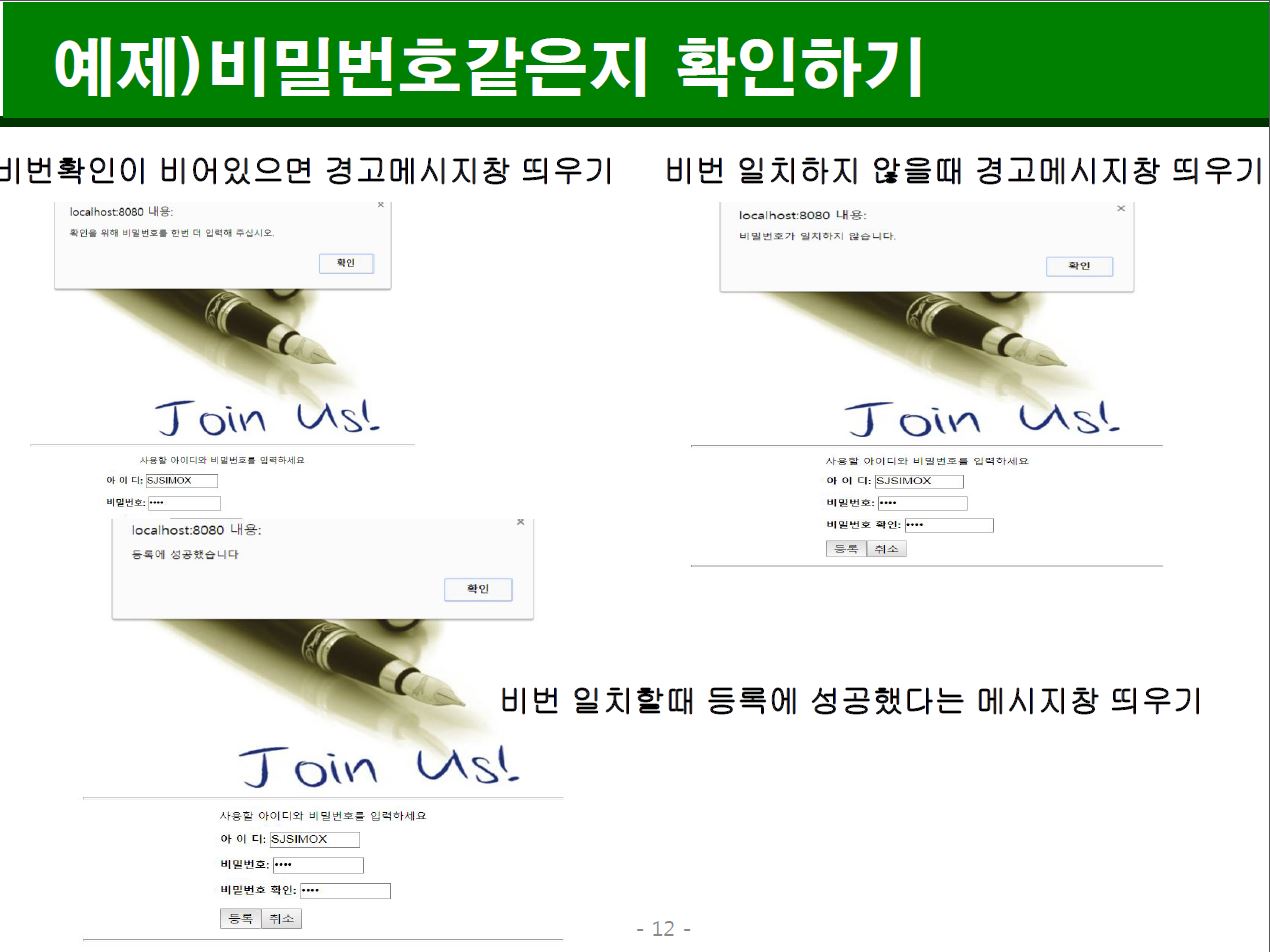 예제)비밀번호같은지 확인하기
비번확인이 비어있으면 경고메시지창 띄우기
localhost:8080 내용:
확인을 위해 비밀번호를 한번 더 입력해 주십시오.
확인
Join Us!
사용할 아이디와 비밀번호를 입력하세요
아 이 디: SJSIMOX
비밀번호: ••••
비번 일치하지 않을때 경고메시지창 띄우기
localhost:8080 내용:
비밀번호가 일치하지 않습니다.
확인
Join Us!
사용할 아이디와 비밀번호를 입력하세요
아 이 디: SJSIMOX
비밀번호: ••••
비밀번호 확인: ••••
등록 취소
localhost:8080 내용:
등록에 성공했습니다
확인
Join Us!
비번 일치할때 등록에 성공했다는 메시지창 띄우기
사용할 아이디와 비밀번호를 입력하세요
아 이 디: SJSIMOX
비밀번호: ••••
비밀번호 확인: ••••
등록 취소
- 12 -